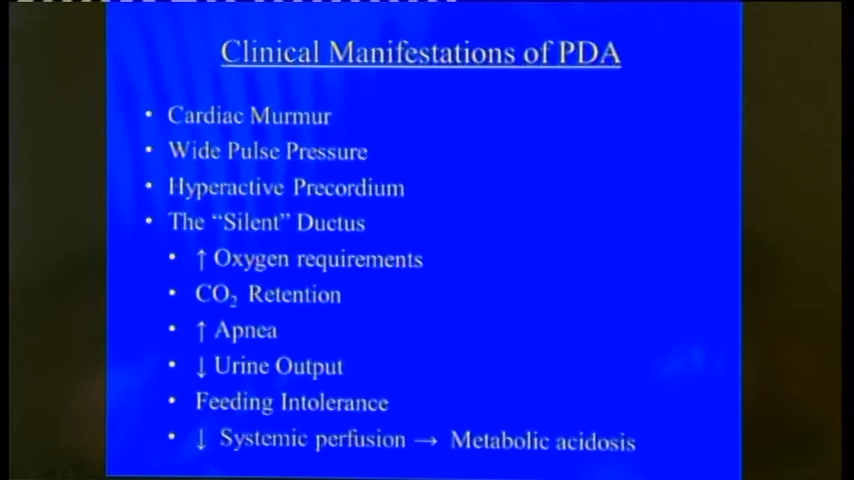 Clinical Manifestations of PDA
• Cardiac Murmur
• Wide Pulse Pressure
• Hyperactive Precordium
• The “Silent” Ductus
• ↑ Oxygen requirements
• CO₂ Retention
• ↑ Apnea
• ↓ Urine Output
• Feeding Intolerance
• ↓ Systemic perfusion → Metabolic acidosis